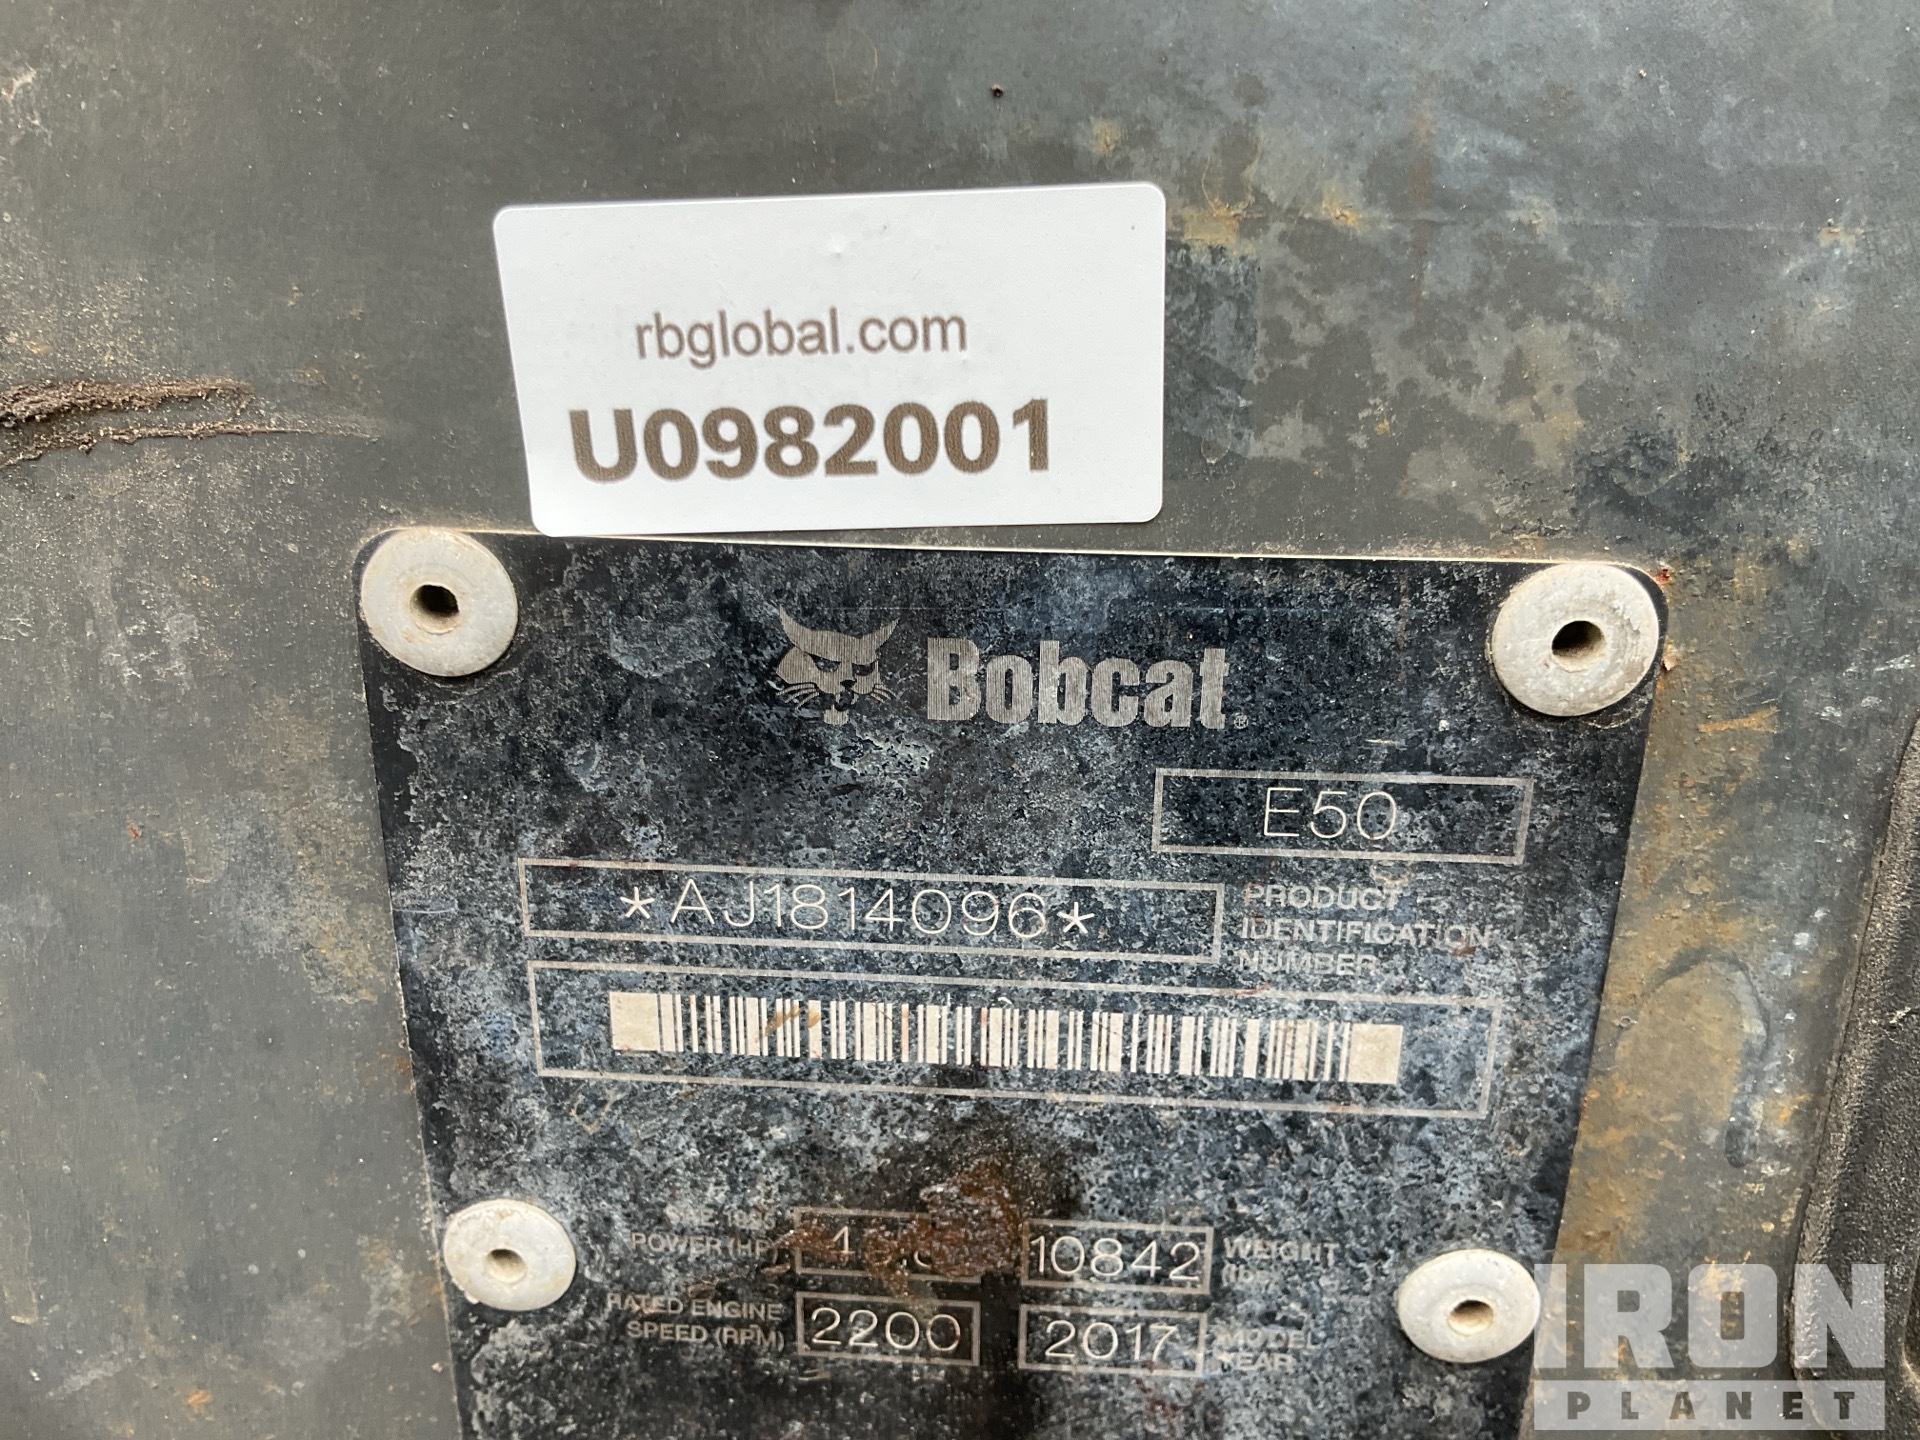 rbglobal.com
U0982001
Bobcat®
E50
*AJ1814096*
PRODUCT
IDENTIFICATION
NUMBER
POWER (HP)
10842 WEIGHT
RATED ENGINE
SPEED (RPM) 2200
2017 MODEL
YEAR
IRON
PLANET